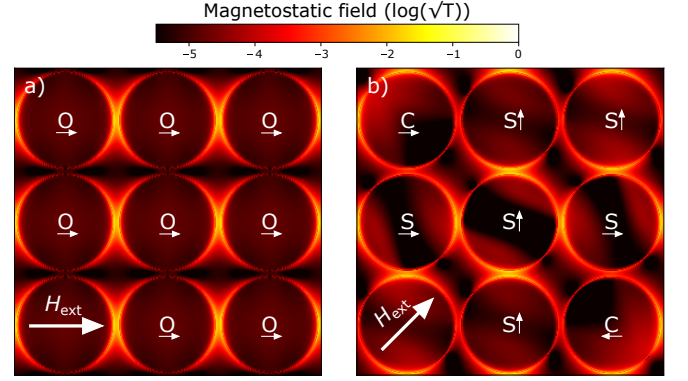 Magnetostatic field (log(√T))
−5 −4 −3 −2 −1 0
a) O O O
O O O
H_ext O O
b) C S S
S S S
H_ext S C